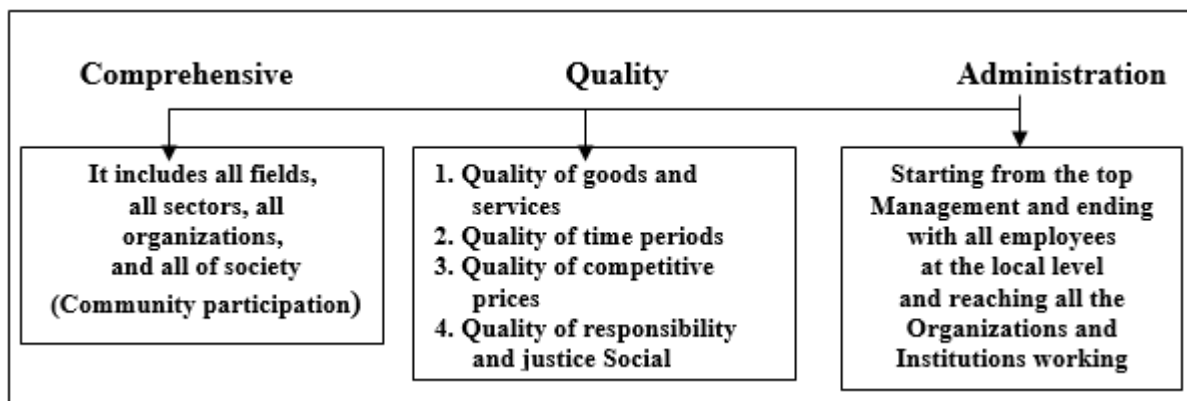 Comprehensive
Quality
Administration
It includes all fields,
all sectors, all
organizations,
and all of society
(Community participation)
1. Quality of goods and
services
2. Quality of time periods
3. Quality of competitive
prices
4. Quality of responsibility
and justice Social
Starting from the top
Management and ending
with all employees
at the local level
and reaching all the
Organizations and
Institutions working